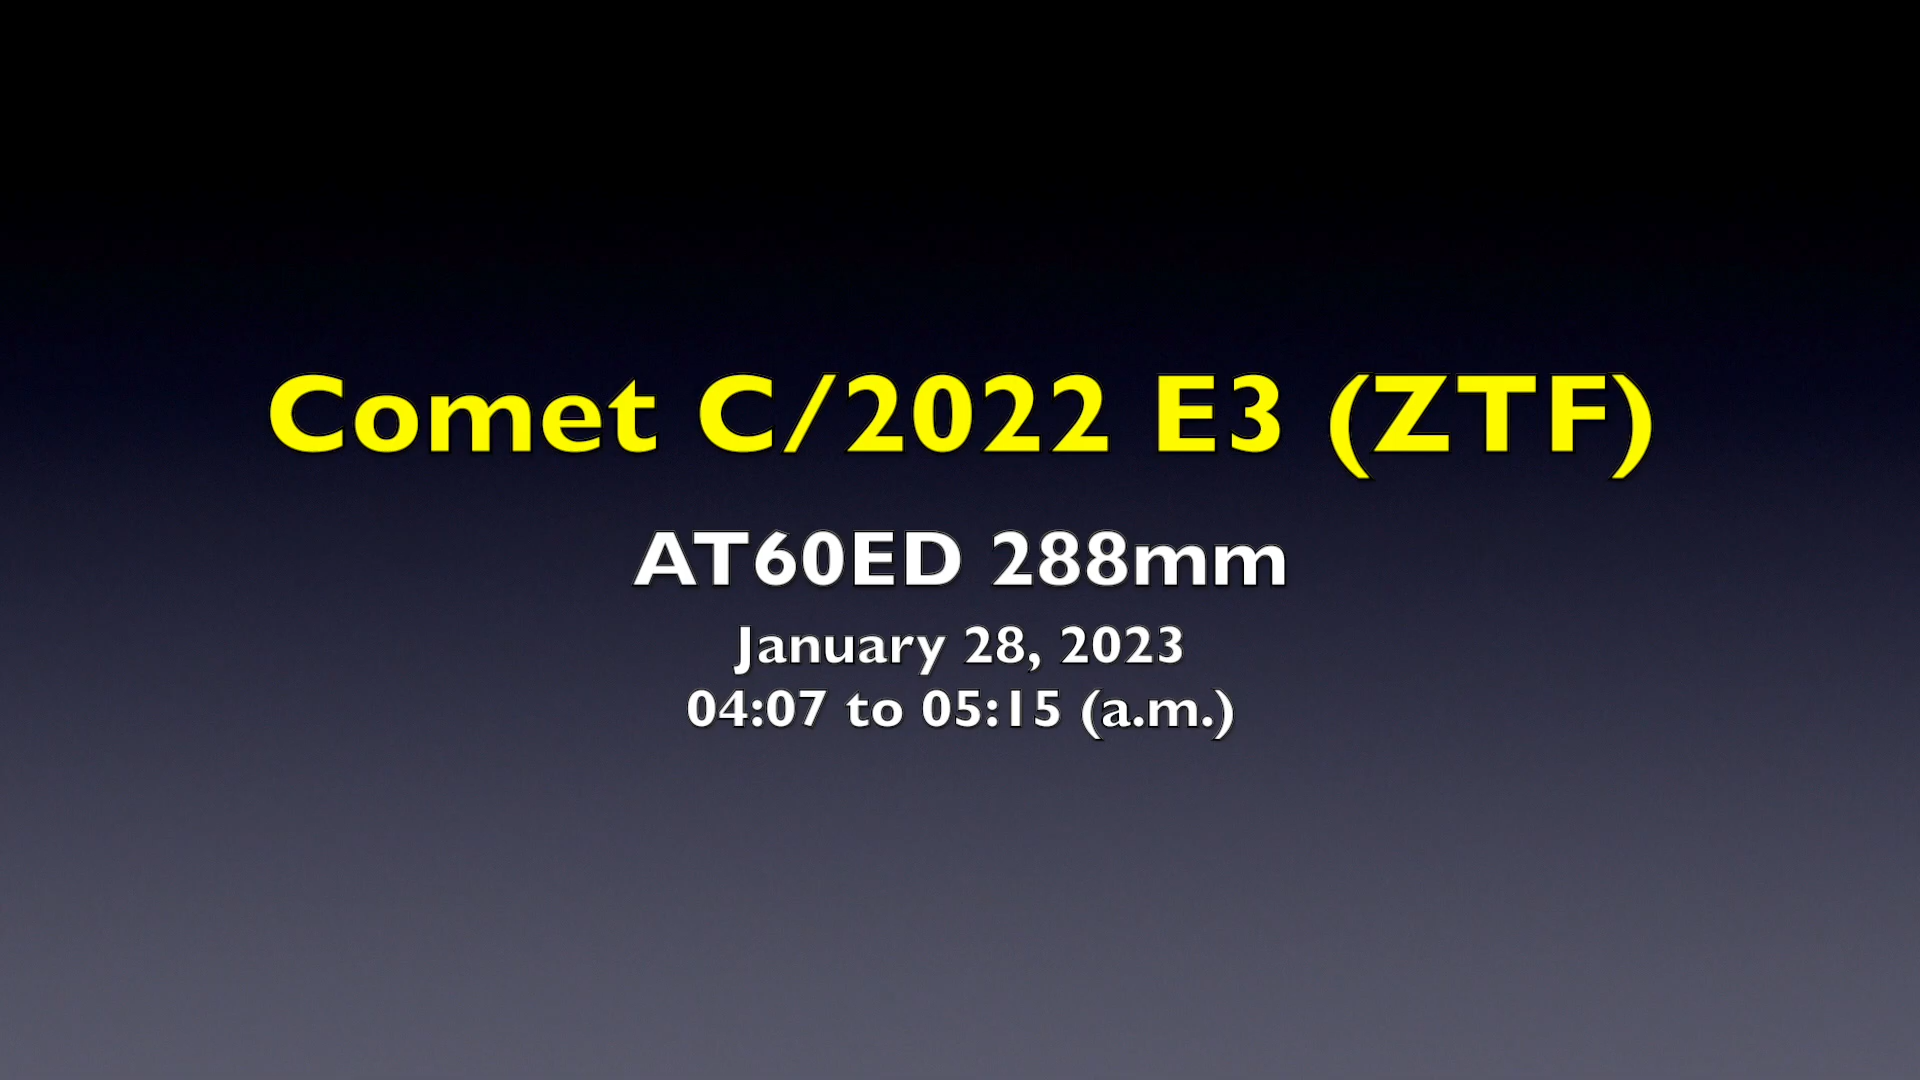 Comet C/2022 E3 (ZTF)
AT60ED 288mm
January 28, 2023
04:07 to 05:15 (a.m.)